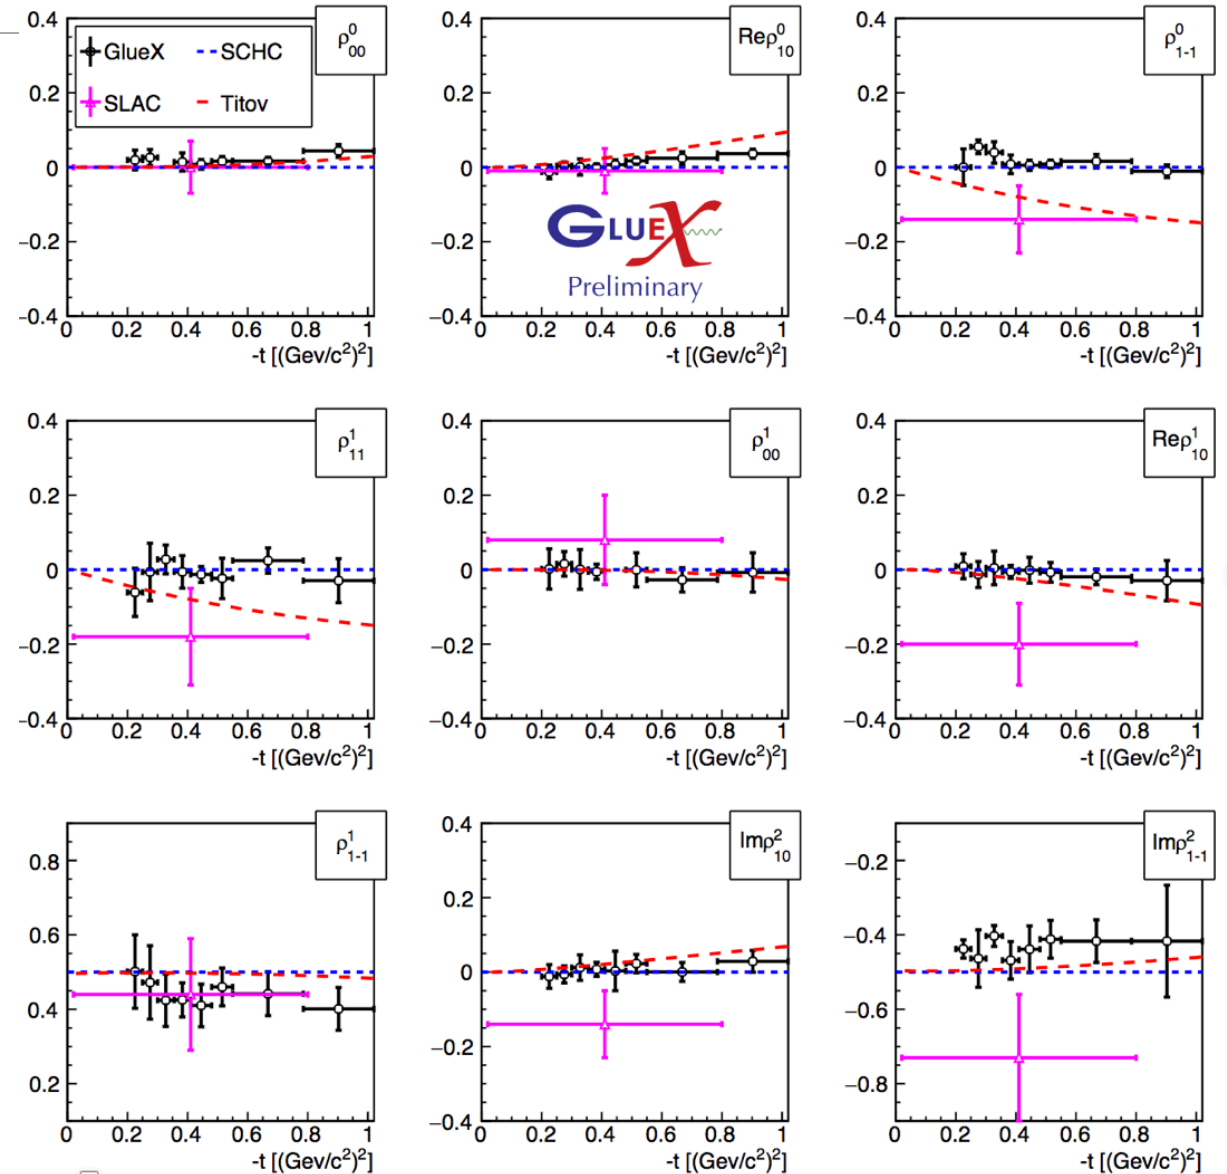 0.4
0.2
0
−0.2
−0.4
0 0.2 0.4 0.6 0.8 1
-t [(Gev/c²)²]
GlueX
SCHC
SLAC
Titov
ρ⁰₀₀
0.4
0.2
0
−0.2
−0.4
0 0.2 0.4 0.6 0.8 1
-t [(Gev/c²)²]
Reρ⁰₁₀
GLUEX
Preliminary
0.4
0.2
0
−0.2
−0.4
0 0.2 0.4 0.6 0.8 1
-t [(Gev/c²)²]
ρ⁰₁₋₁
0.4
0.2
0
−0.2
−0.4
0 0.2 0.4 0.6 0.8 1
-t [(Gev/c²)²]
ρ¹₁₁
0.4
0.2
0
−0.2
−0.4
0 0.2 0.4 0.6 0.8 1
-t [(Gev/c²)²]
ρ¹₀₀
0.4
0.2
0
−0.2
−0.4
0 0.2 0.4 0.6 0.8 1
-t [(Gev/c²)²]
Reρ¹₁₀
0.8
0.6
0.4
0.2
0 0.2 0.4 0.6 0.8 1
-t [(Gev/c²)²]
ρ¹₁₋₁
0.4
0.2
0
−0.2
−0.4
0 0.2 0.4 0.6 0.8 1
-t [(Gev/c²)²]
Imρ²₁₀
−0.2
−0.4
−0.6
−0.8
0 0.2 0.4 0.6 0.8 1
-t [(Gev/c²)²]
Imρ²₁₋₁